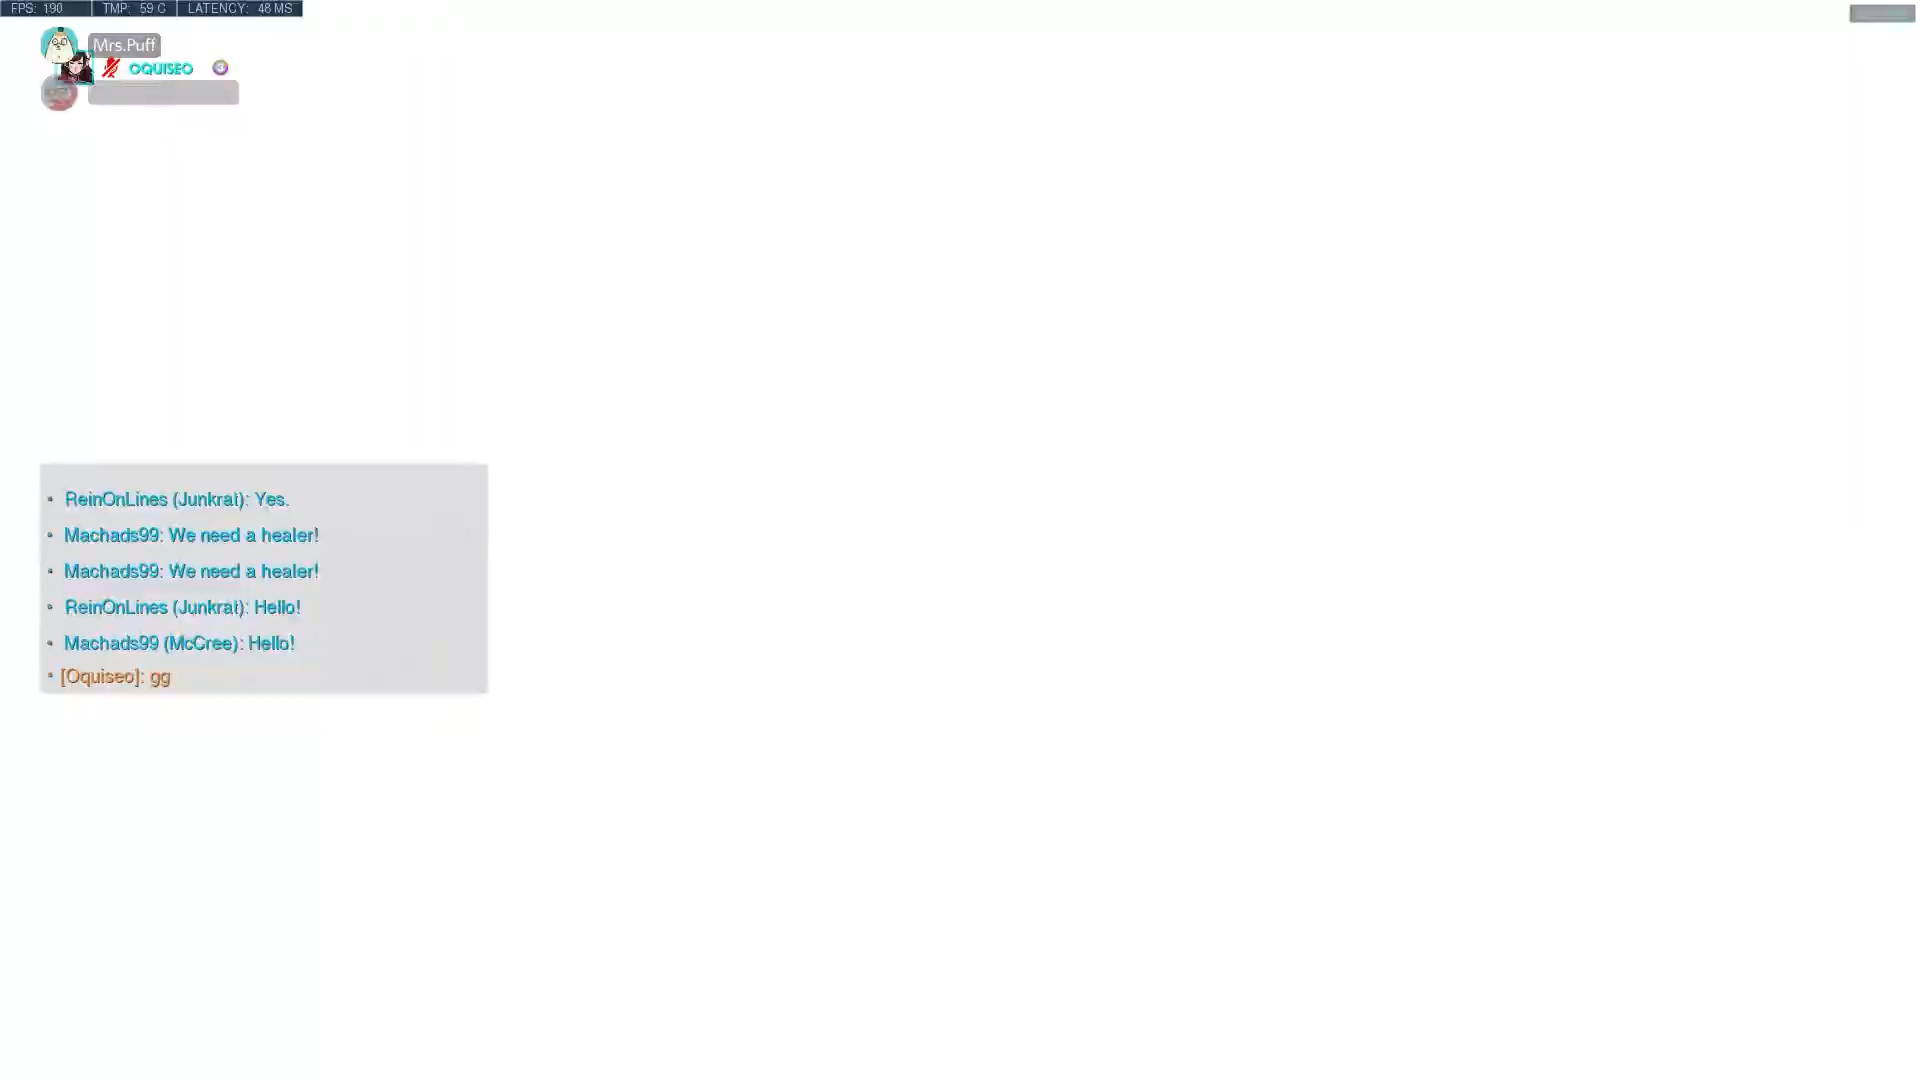 FPS: 190 TMP: 59 C LATENCY: 48 MS
Mrs.Puff
OQUISEO 3
• ReinOnLines (Junkrat): Yes.
• Machads99: We need a healer!
• Machads99: We need a healer!
• ReinOnLines (Junkrat): Hello!
• Machads99 (McCree): Hello!
• [Oquiseo]: gg